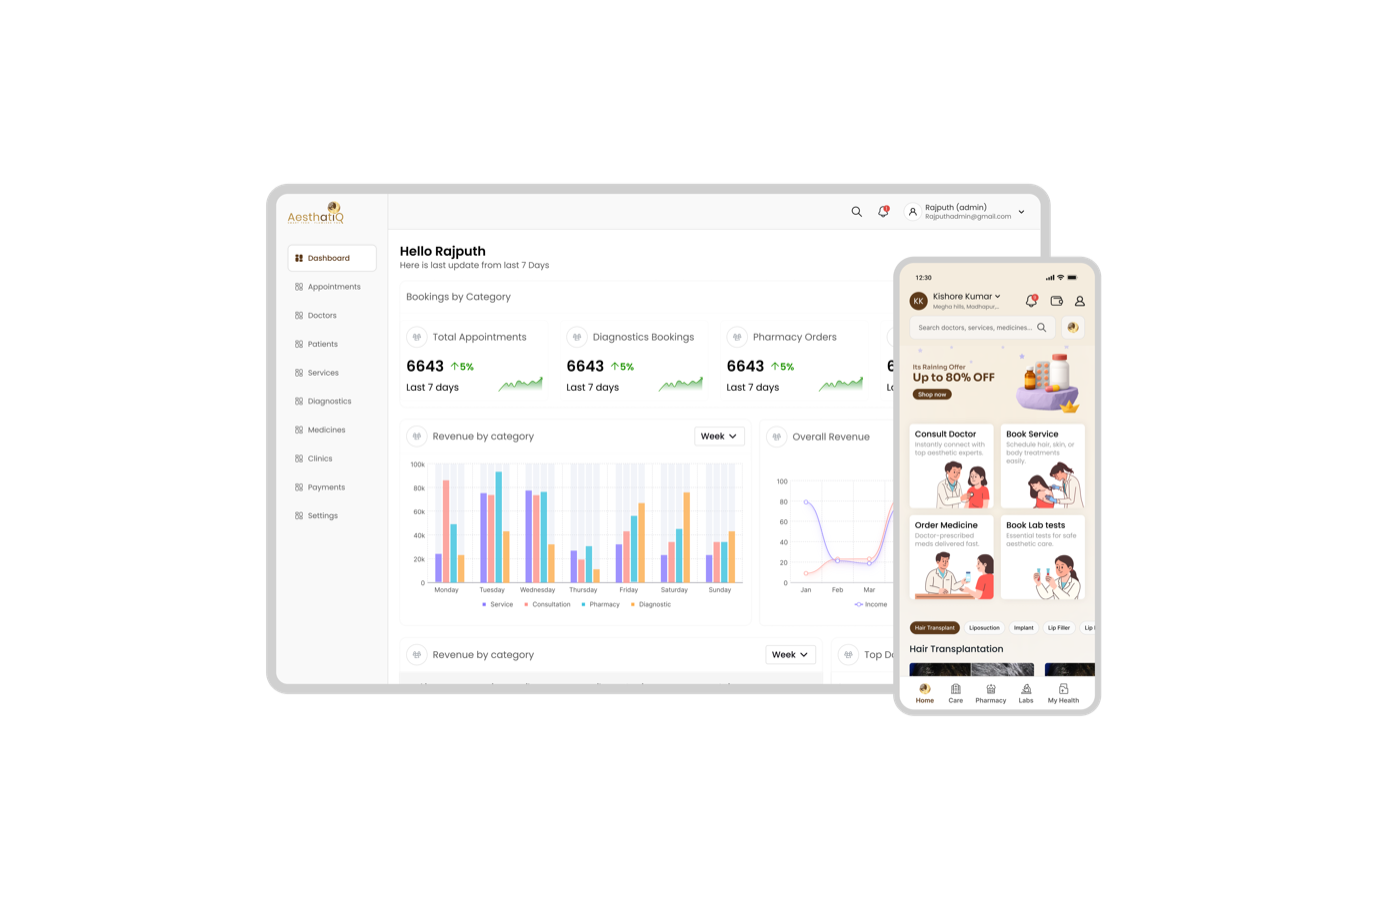 AesthatiQ
Rajputh (admin)
Rajputhadmin@gmail.com
Dashboard
Appointments
Doctors
Patients
Services
Diagnostics
Medicines
Clinics
Payments
Settings
Hello Rajputh
Here is last update from last 7 Days
Bookings by Category
Total Appointments
6643 5%
Last 7 days
Diagnostics Bookings
6643 5%
Last 7 days
Pharmacy Orders
6643 5%
Last 7 days
Revenue by category
Week
100k
80k
60k
40k
20k
0
Monday Tuesday Wednesday Thursday Friday Saturday Sunday
Service Consultation Pharmacy Diagnostic
Overall Revenue
100
80
60
40
20
0
Jan Feb Mar
Income
Revenue by category
Week
Top
12:30
KK
Kishore Kumar
Megha hills, Madhapur...
Search doctors, services, medicines...
Its Raining Offer
Up to 80% OFF
Shop now
Consult Doctor
Instantly connect with
top aesthetic experts.
Book Service
Schedule hair, skin, or
body treatments
easily.
Order Medicine
Doctor-prescribed
meds delivered fast.
Book Lab tests
Essential tests for safe
aesthetic care.
Hair Transplant Liposuction Implant Lip Filler Lip
Hair Transplantation
Home Care Pharmacy Labs My Health